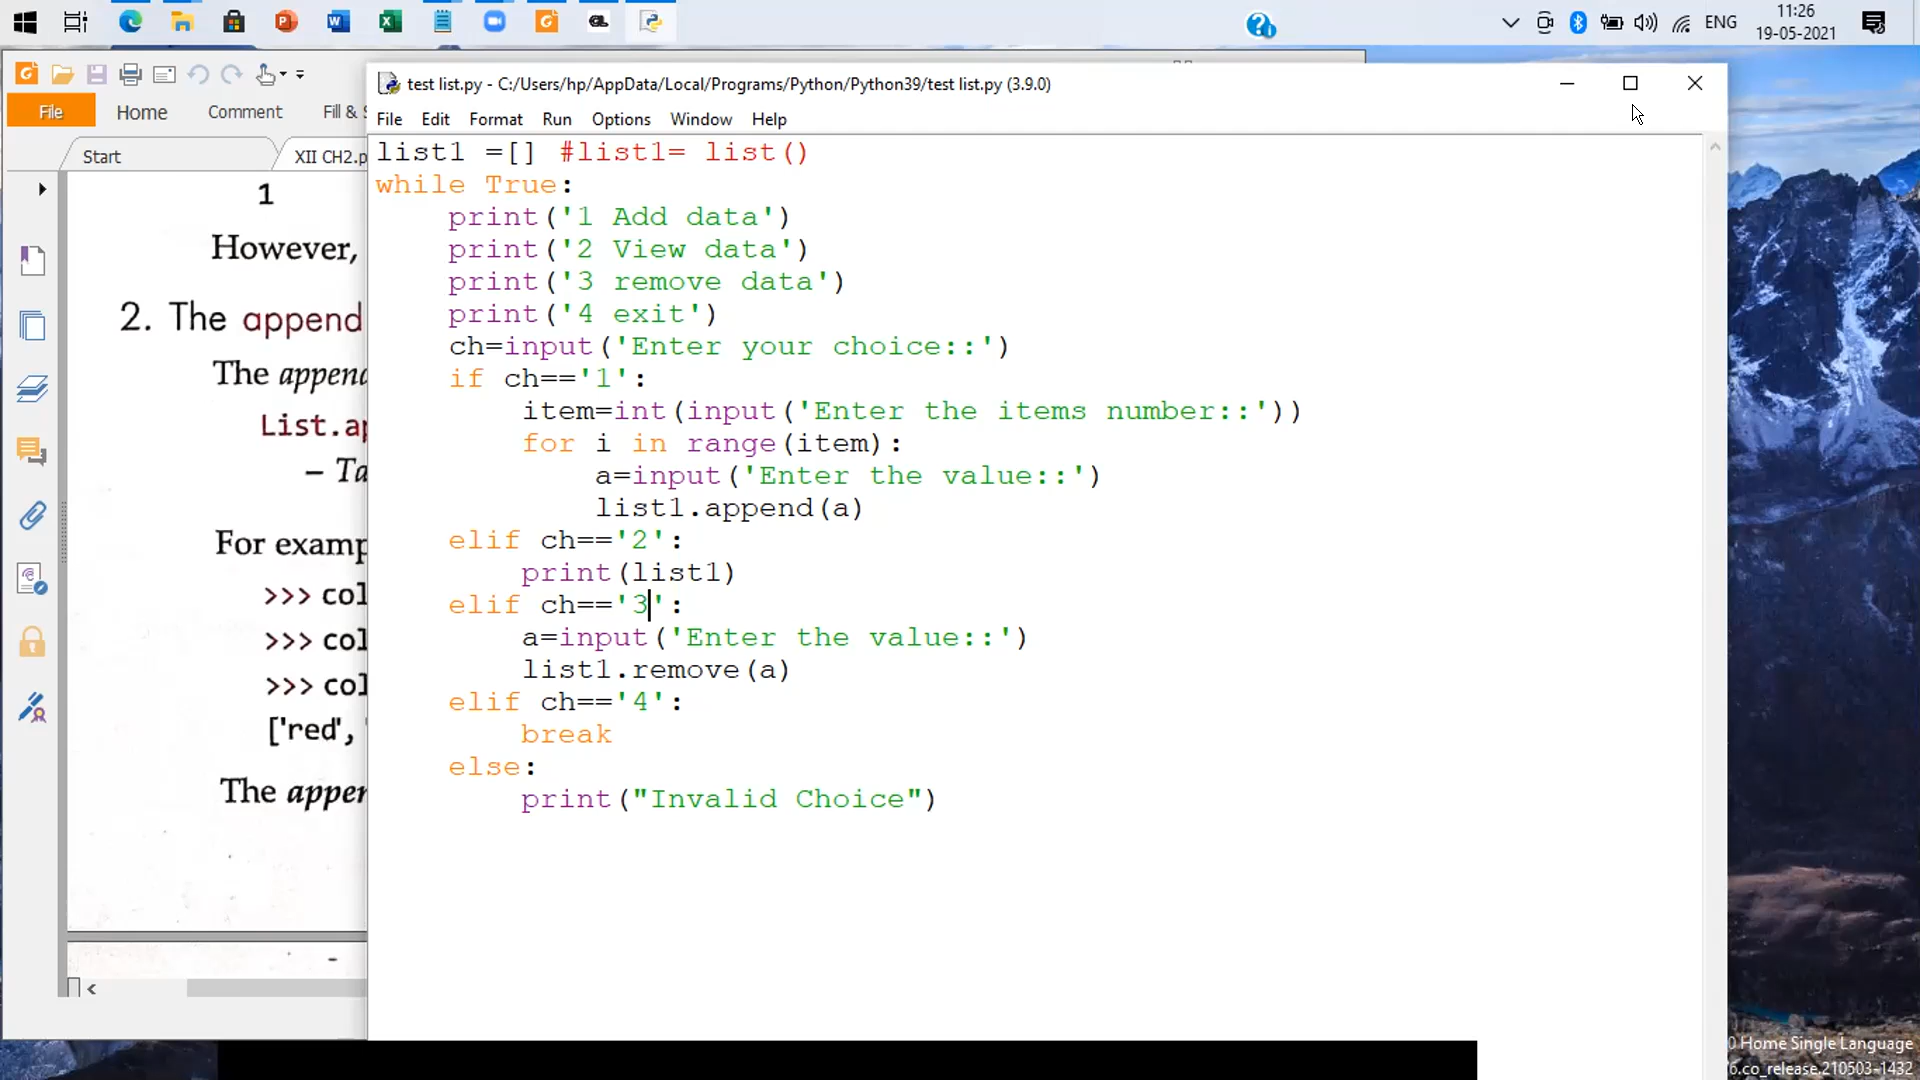 ENG
11:26
19-05-2021
File
Home
Comment
Fill &
Start
XII CH2.p
1
However,
2. The append
The append
List.ap
– Ta
For examp
>>> col
>>> col
>>> col
['red',
The appen
test list.py - C:/Users/hp/AppData/Local/Programs/Python/Python39/test list.py (3.9.0)
File Edit Format Run Options Window Help
list1 =[] #list1= list()
while True:
print('1 Add data')
print('2 View data')
print('3 remove data')
print('4 exit')
ch=input('Enter your choice::')
if ch=='1':
item=int(input('Enter the items number::'))
for i in range(item):
a=input('Enter the value::')
list1.append(a)
elif ch=='2':
print(list1)
elif ch=='3':
a=input('Enter the value::')
list1.remove(a)
elif ch=='4':
break
else:
print("Invalid Choice")
0 Home Single Language
6.co_release.210503-1432